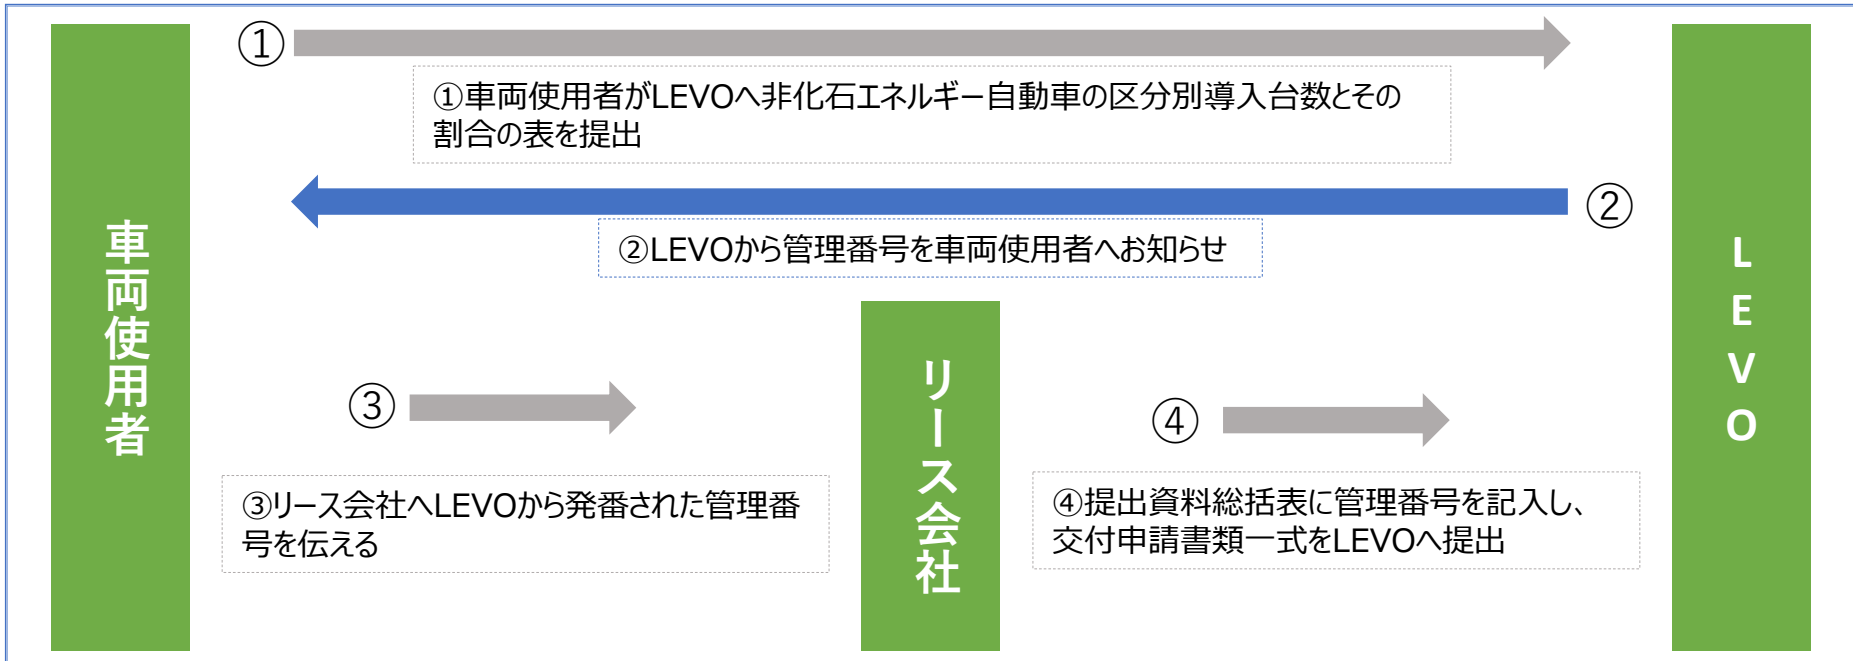 ①
①車両使用者がLEVOへ非化石エネルギー自動車の区分別導入台数とその
割合の表を提出
②
②LEVOから管理番号を車両使用者へお知らせ
車両使用者
リース会社
LEVO
③
③リース会社へLEVOから発番された管理番
号を伝える
④
④提出資料総括表に管理番号を記入し、
交付申請書類一式をLEVOへ提出